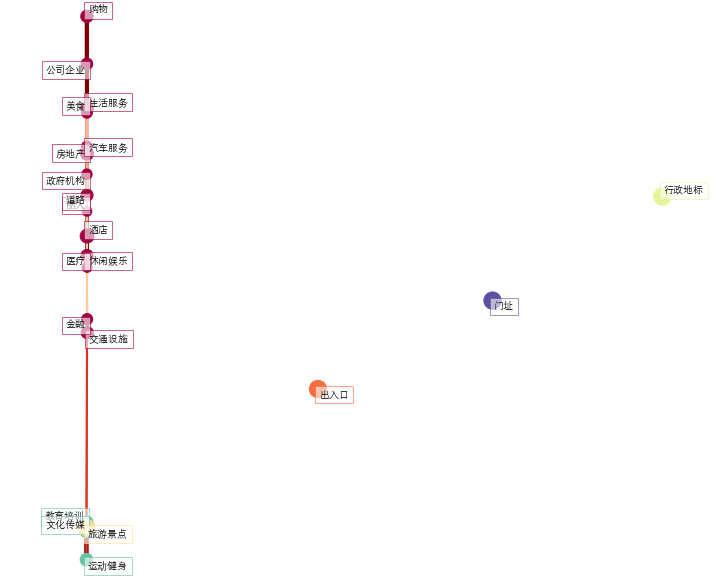 购物
公司企业
生活服务
美食
汽车服务
房地产
政府机构
行政地标
道路
酒店
医疗
休闲娱乐
门址
金融
交通设施
出入口
教育培训
文化传媒
旅游景点
运动健身